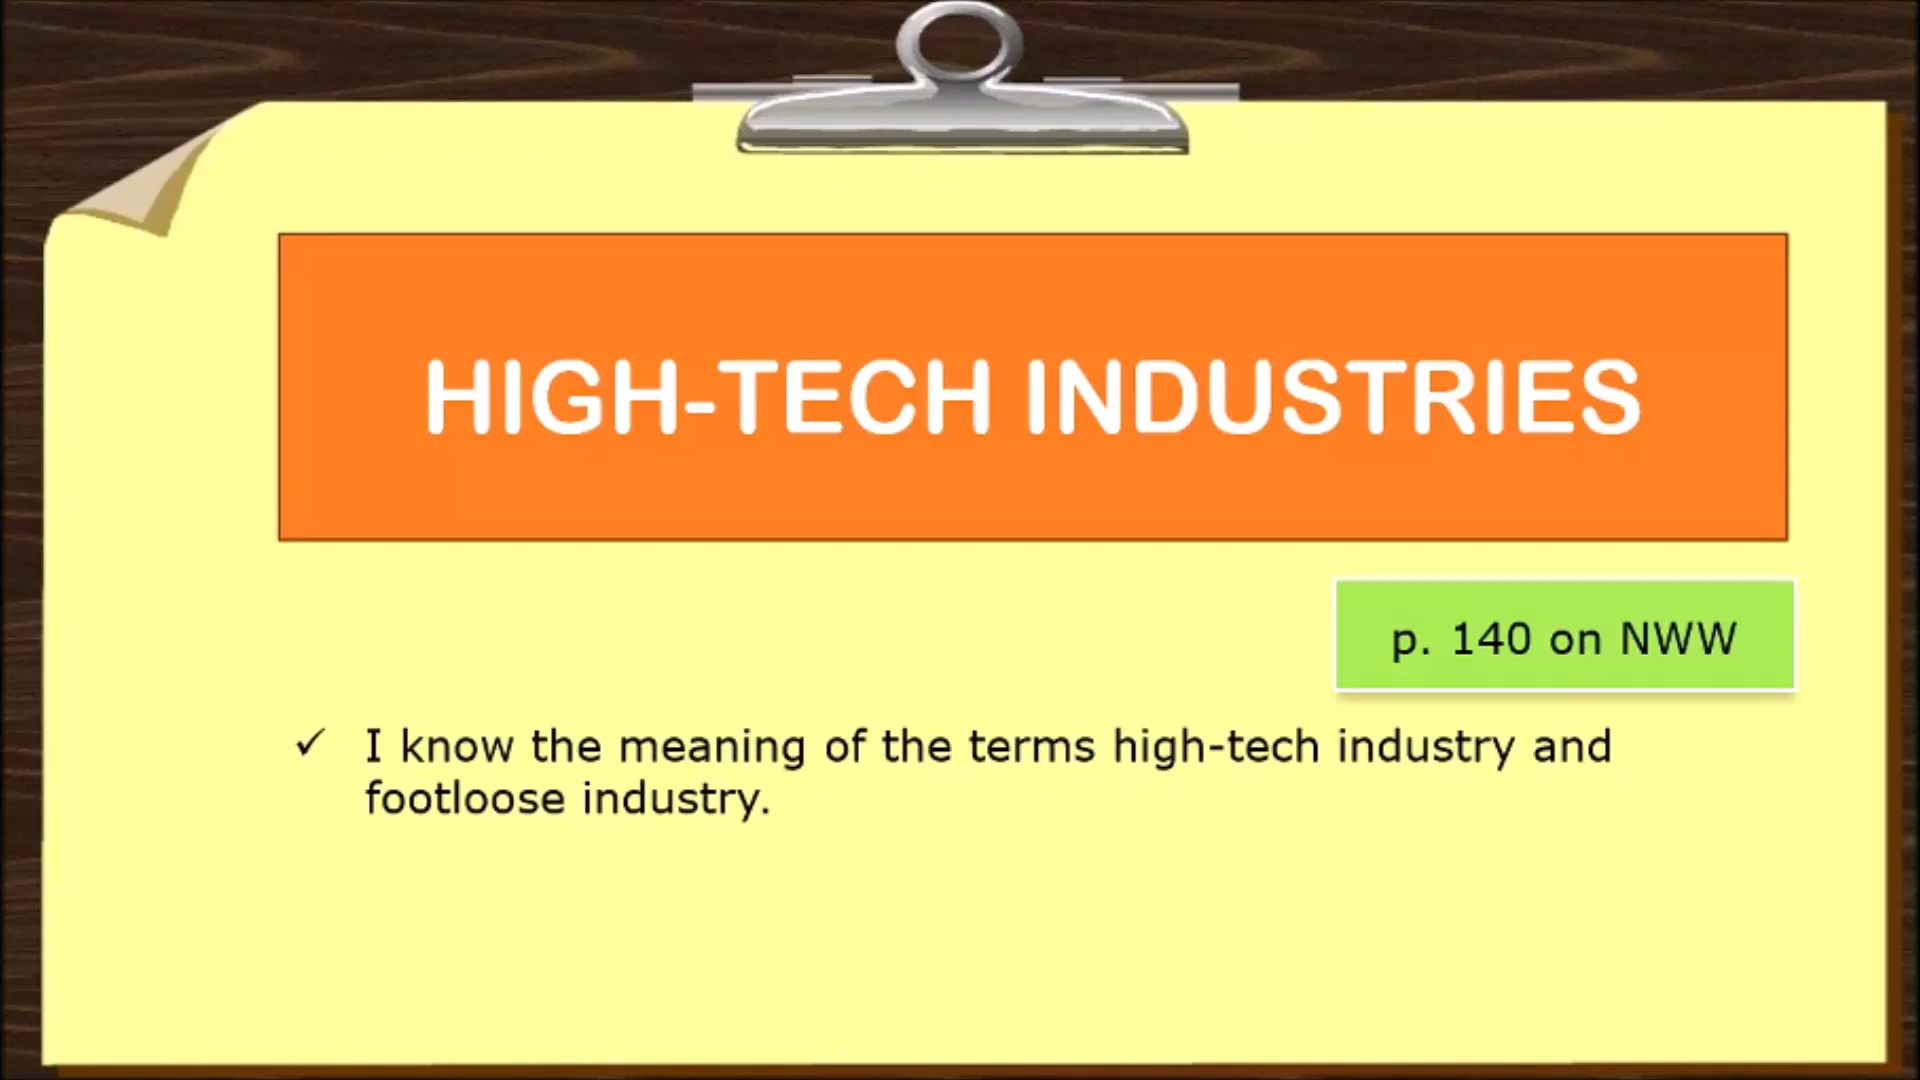 HIGH-TECH INDUSTRIES
p. 140 on NWW
✓ I know the meaning of the terms high-tech industry and
footloose industry.